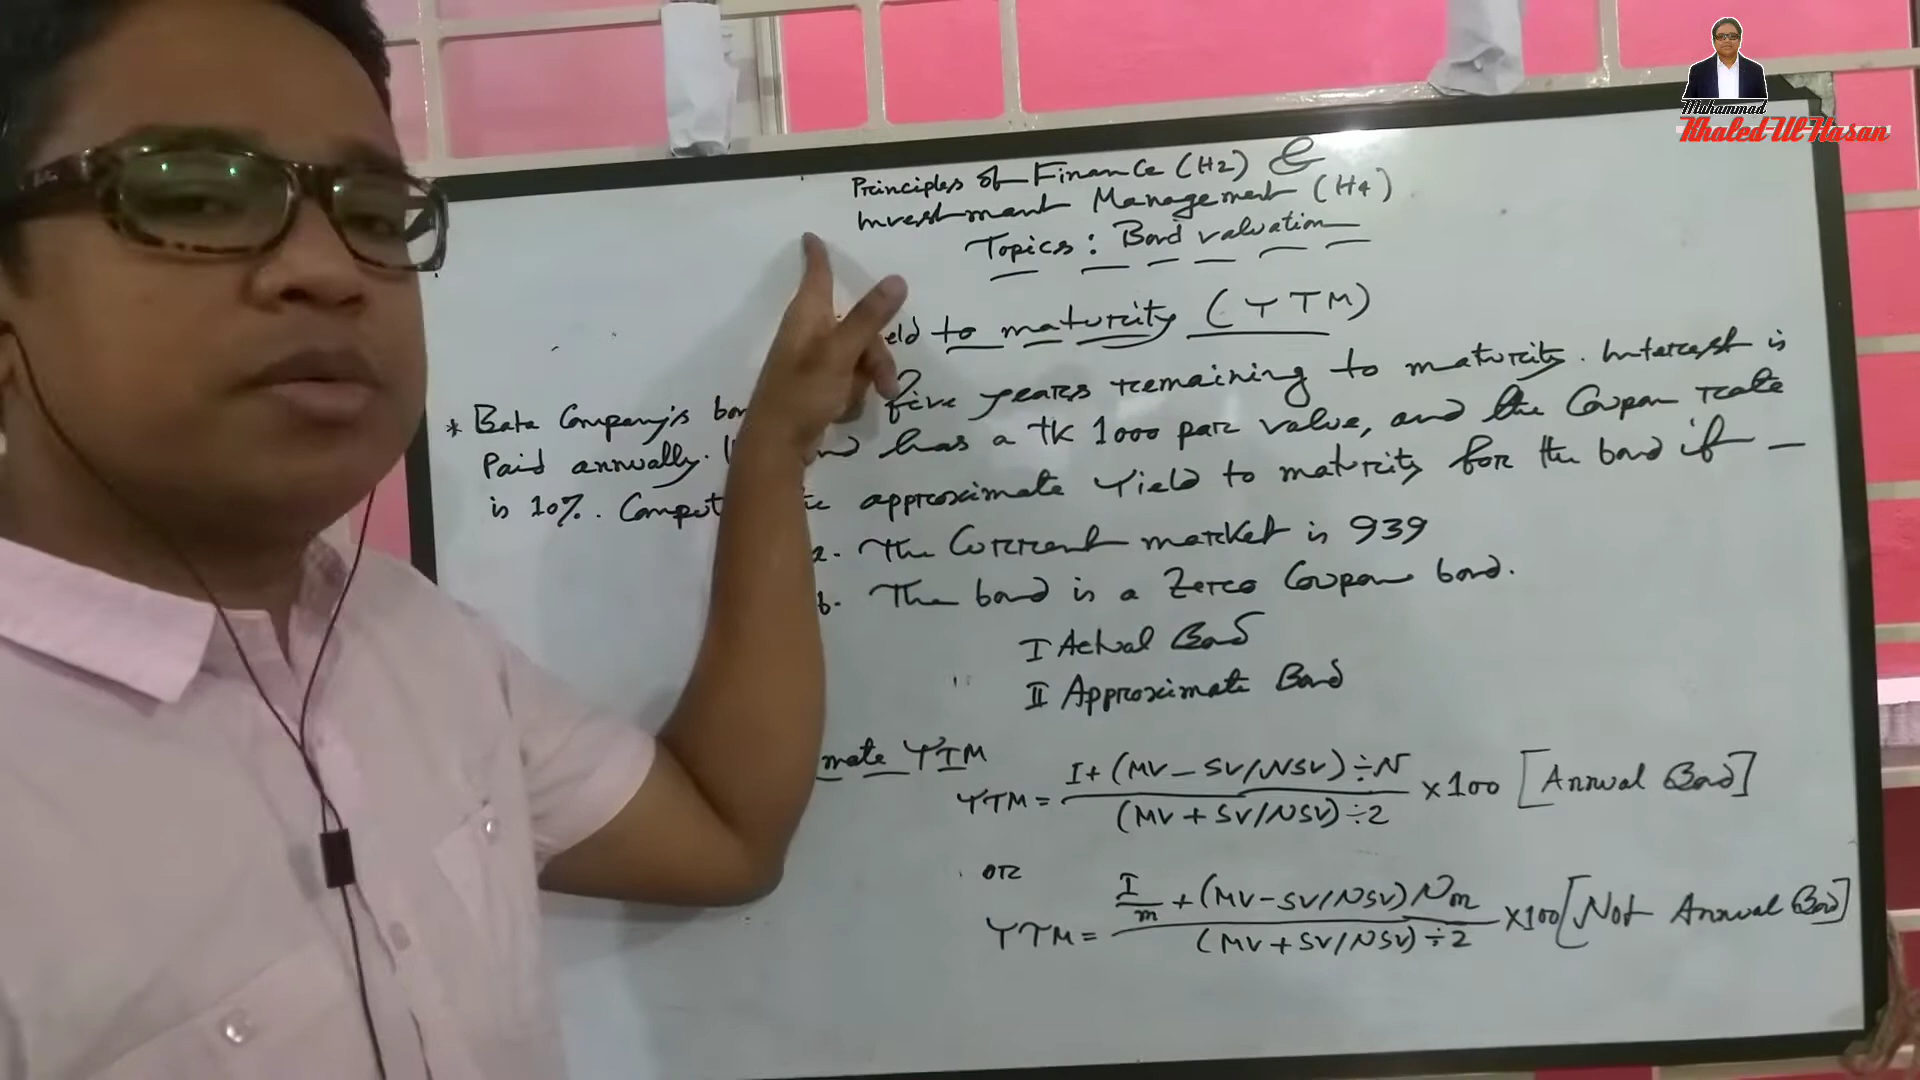 Muhammad
Khaled-Ul-Hasan
Principles of Finance (H2) &
Investment Management (H4)
Topics: Bond valuation
eld to maturity (YTM)
* Bata Company's bon five years remaining to maturity. Interest is
Paid annually. nd has a TK 1000 par value, and the Coupon rate
is 10%. Comput approximate Yield to maturity for the bond if —
a. The Current market is 939
b. The bond is a Zero Coupon bond.
I Actual Bond
II Approximate Bond
mate YTM
YTM = I + (MV - SV/NSV) ÷ N / (MV + SV/NSV) ÷ 2 × 100 [Annual Bond]
OR
YTM = I/m + (MV - SV/NSV) Nm / (MV + SV/NSV) ÷ 2 × 100 [Not Annual Bond]